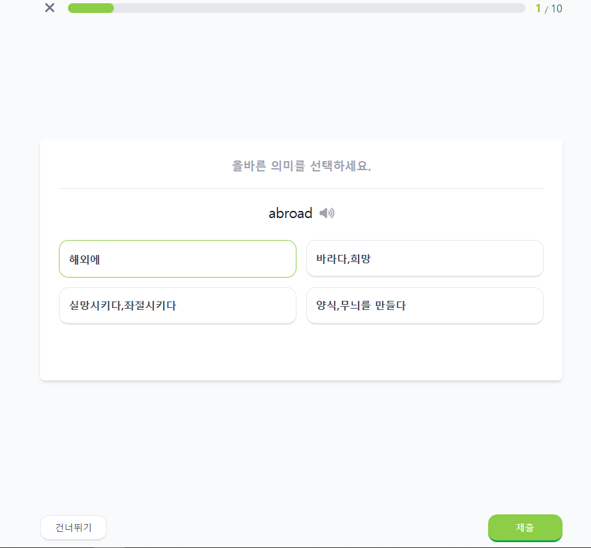 ✕ 1 / 10
올바른 의미를 선택하세요.
abroad
해외에
바라다,희망
실망시키다,좌절시키다
양식,무늬를 만들다
건너뛰기
제출